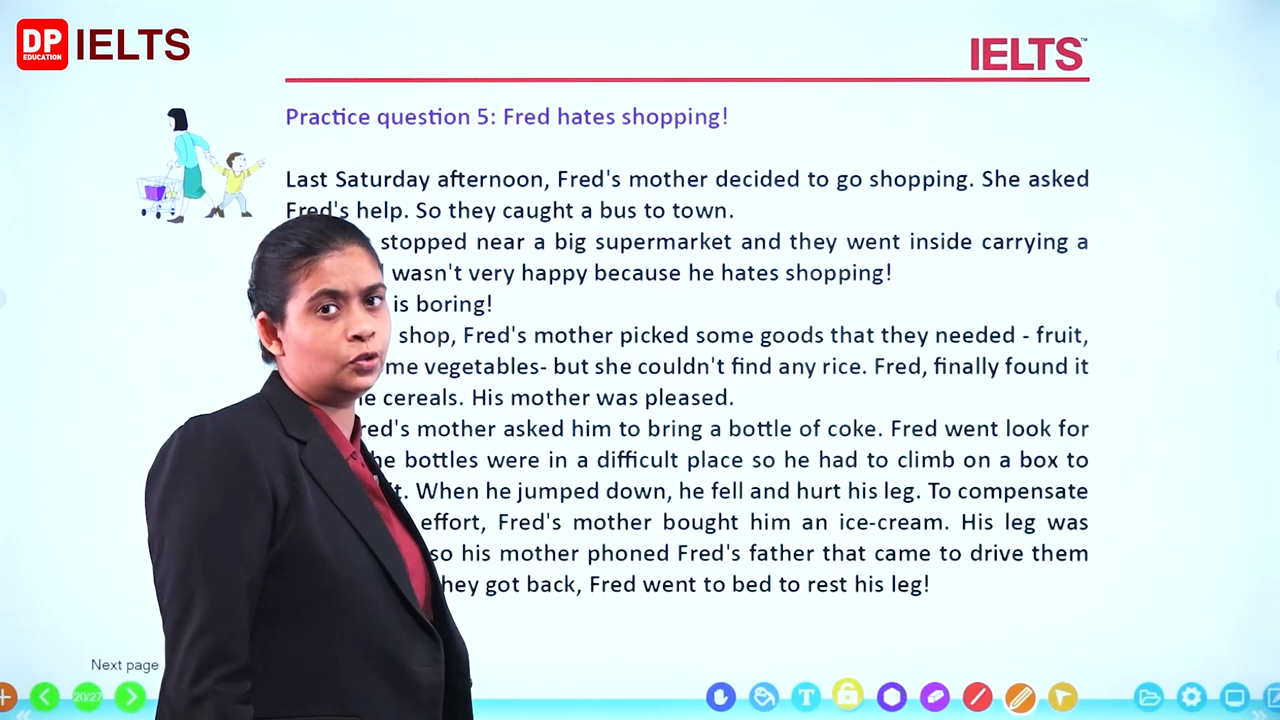 DP
EDUCATION
IELTS
IELTS™
Practice question 5: Fred hates shopping!
Last Saturday afternoon, Fred's mother decided to go shopping. She asked
Fred's help. So they caught a bus to town.
stopped near a big supermarket and they went inside carrying a
wasn't very happy because he hates shopping!
is boring!
shop, Fred's mother picked some goods that they needed - fruit,
vegetables- but she couldn't find any rice. Fred, finally found it
cereals. His mother was pleased.
mother asked him to bring a bottle of coke. Fred went look for
bottles were in a difficult place so he had to climb on a box to
When he jumped down, he fell and hurt his leg. To compensate
effort, Fred's mother bought him an ice-cream. His leg was
so his mother phoned Fred's father that came to drive them
got back, Fred went to bed to rest his leg!
Next page
20/27
T